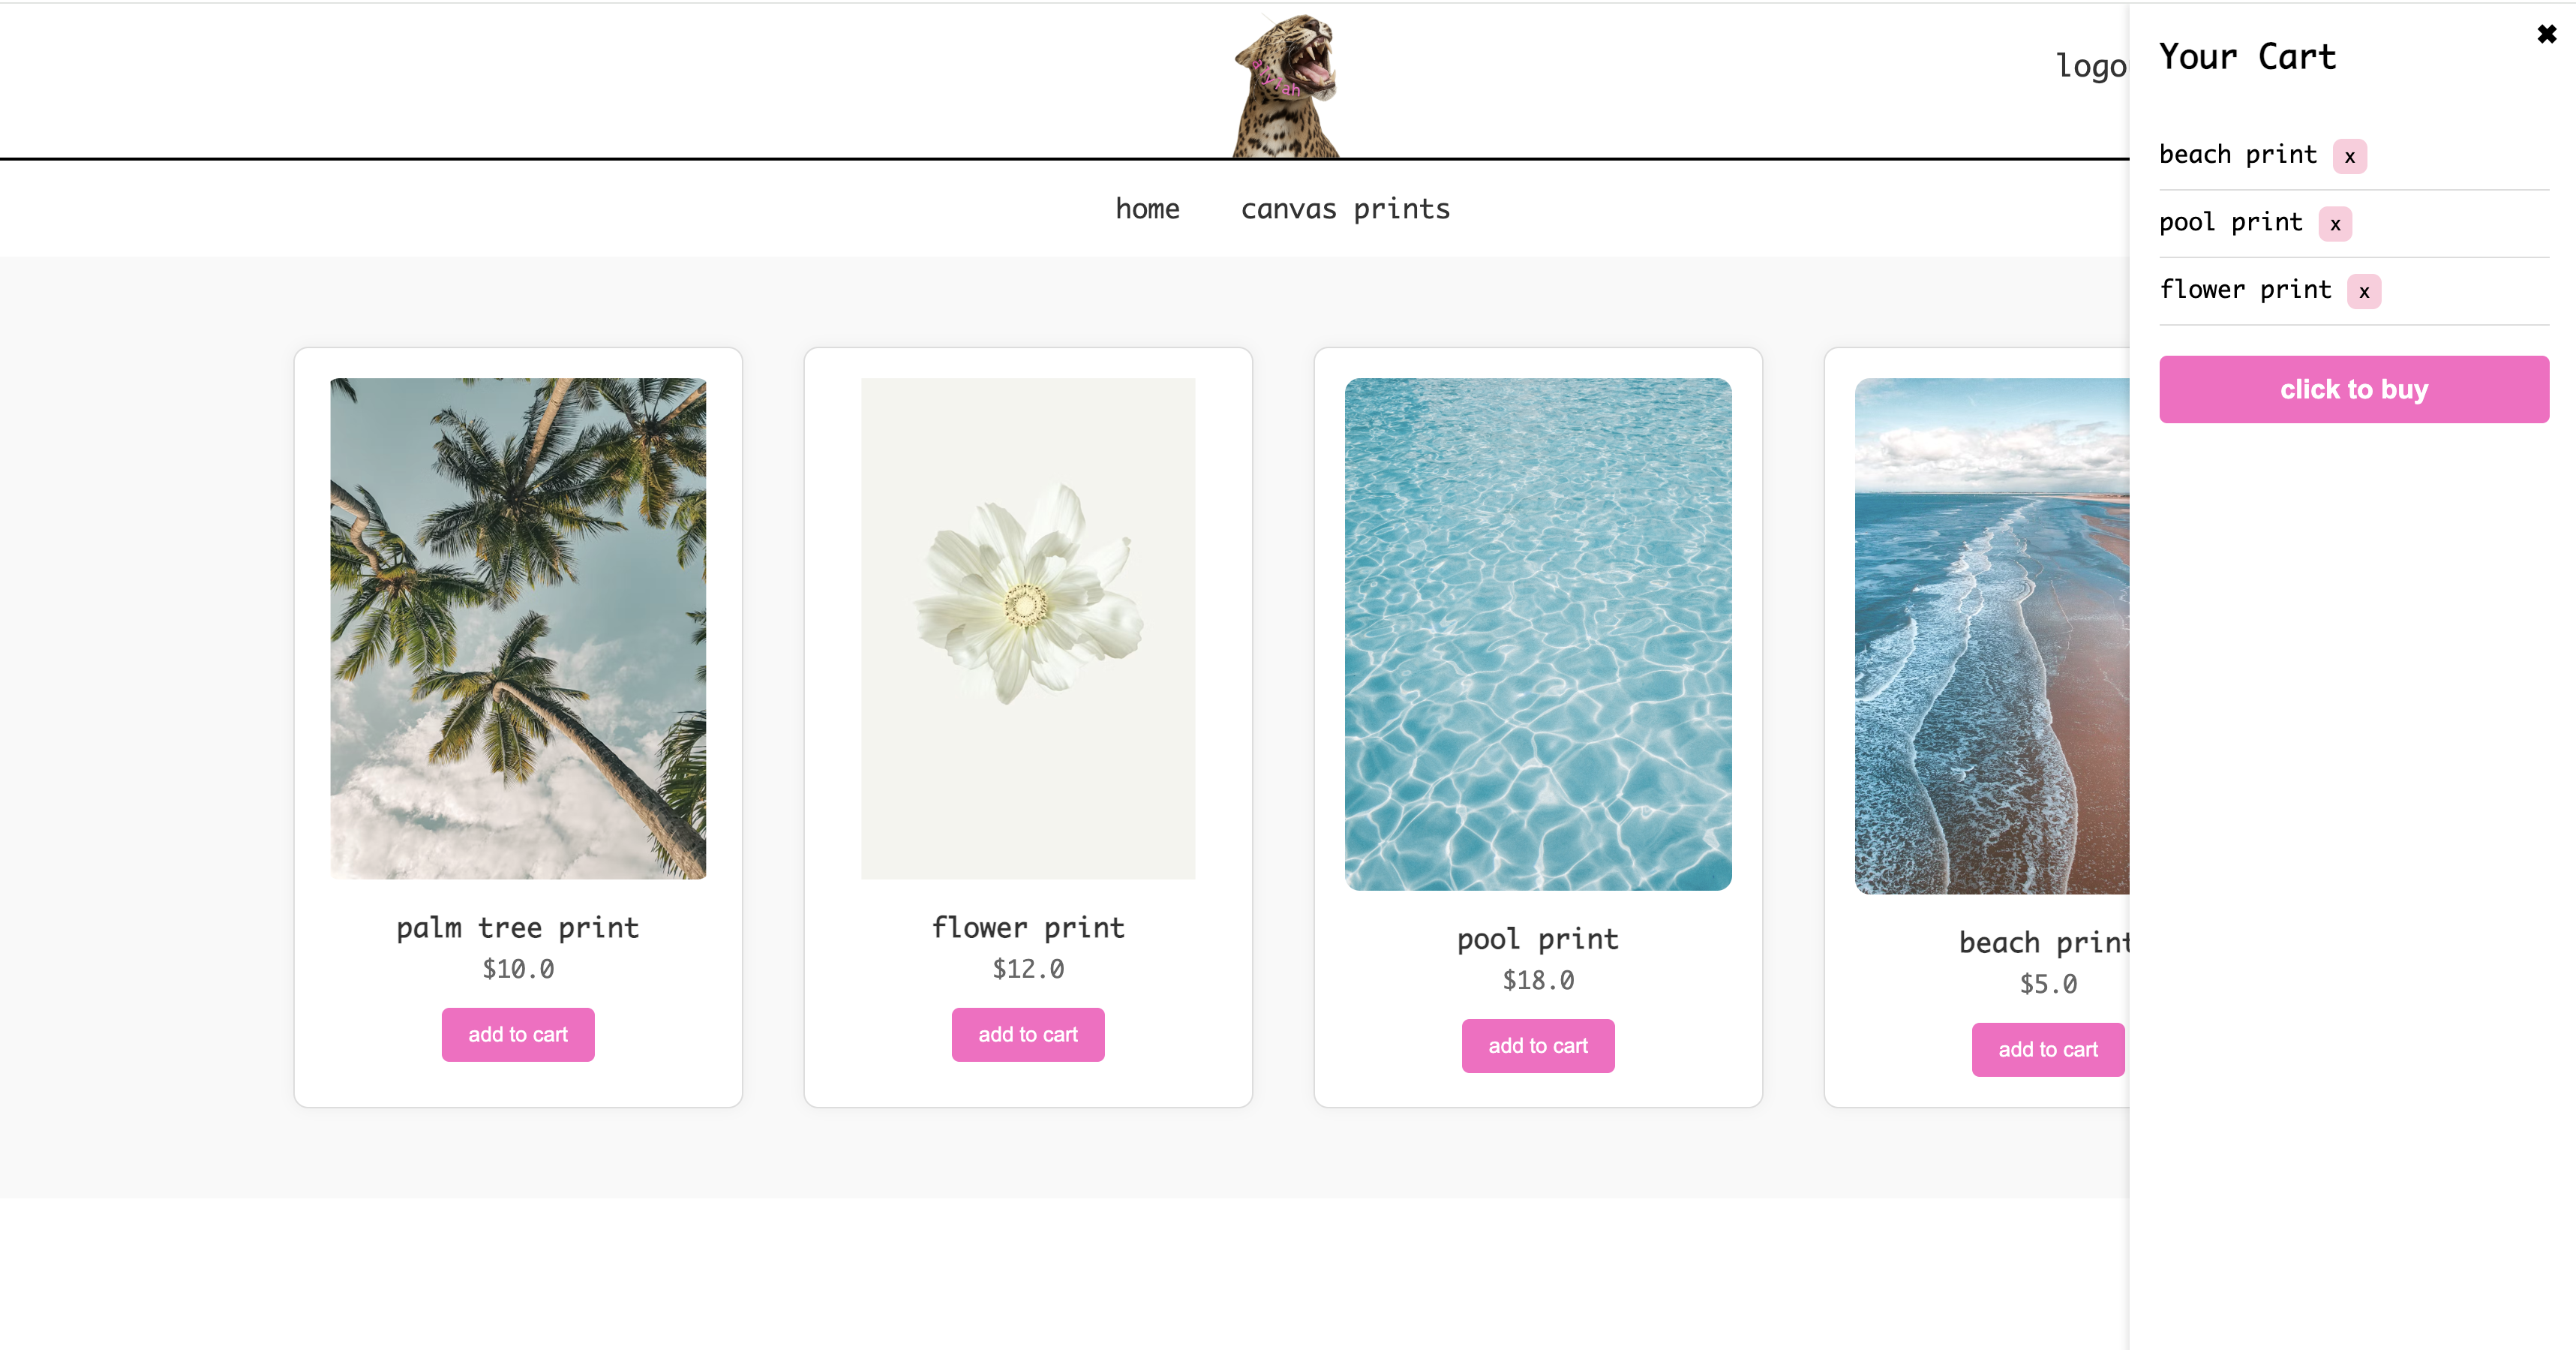 logo
home canvas prints
palm tree print
$10.0
add to cart
flower print
$12.0
add to cart
pool print
$18.0
add to cart
beach print
$5.0
add to cart
Your Cart
✖
beach print x
pool print x
flower print x
click to buy